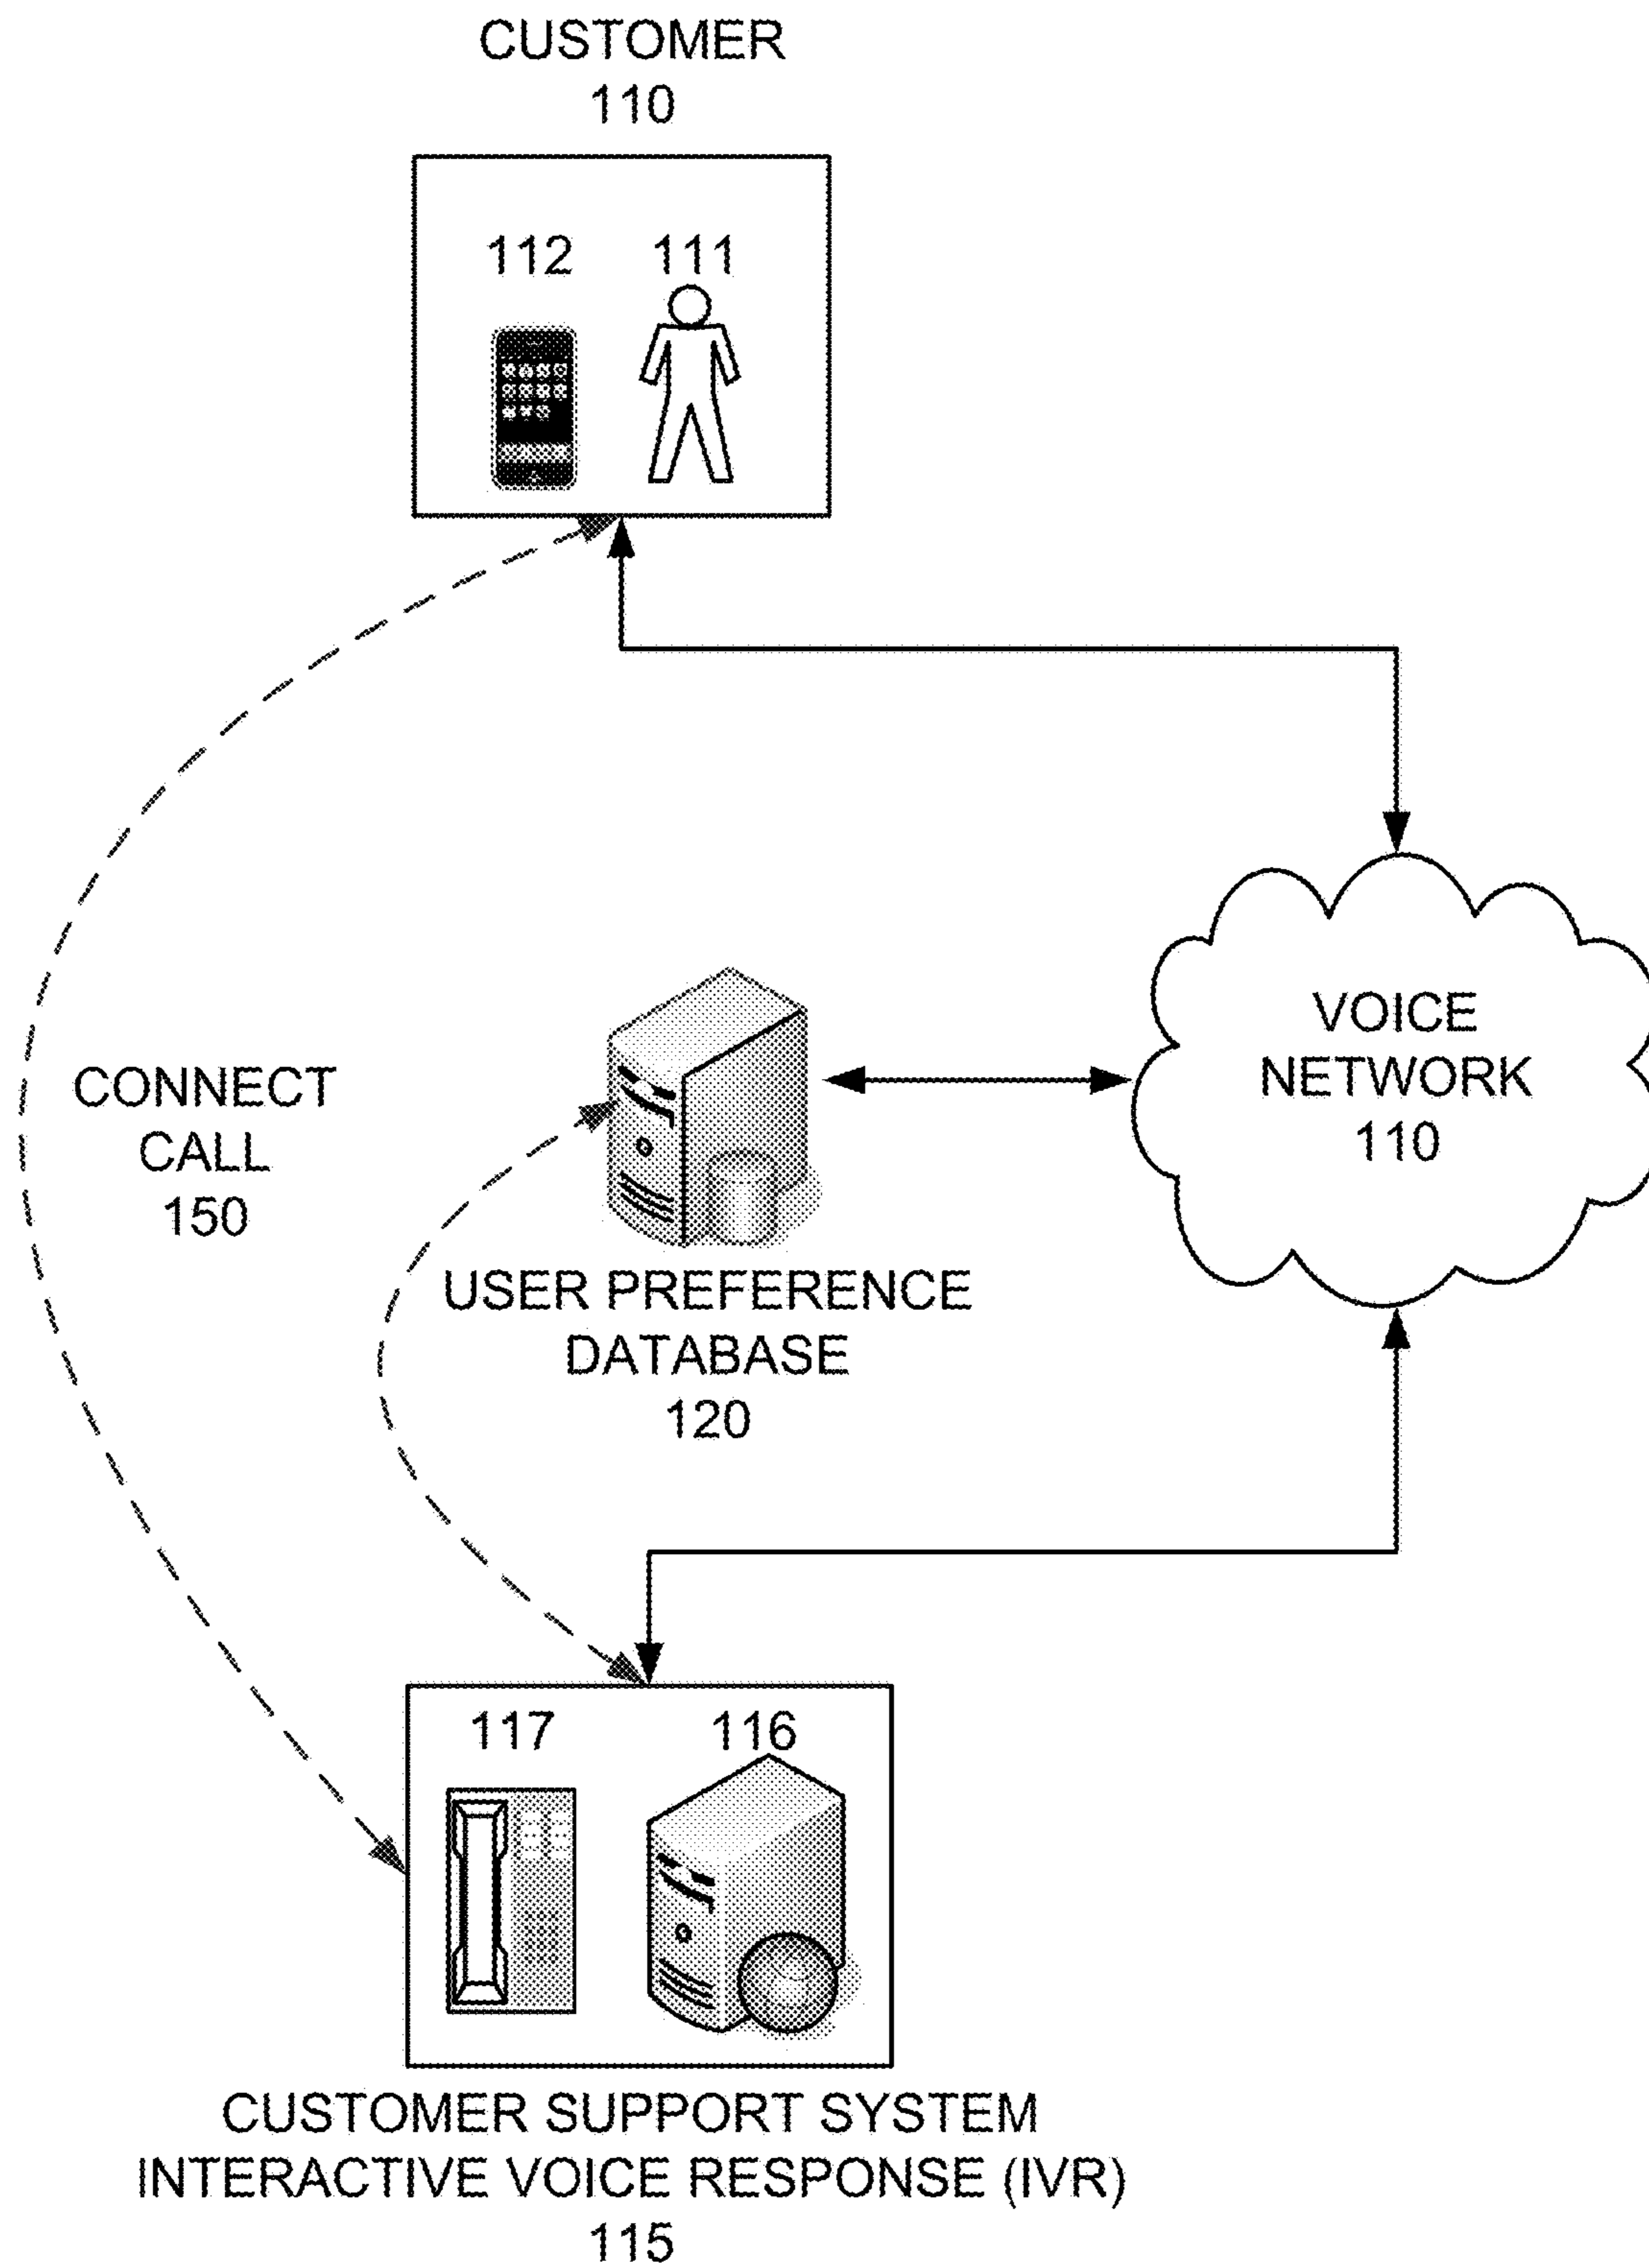 CUSTOMER
110
112
111
VOICE
NETWORK
110
CONNECT
CALL
150
USER PREFERENCE
DATABASE
120
117
116
CUSTOMER SUPPORT SYSTEM
INTERACTIVE VOICE RESPONSE (IVR)
115